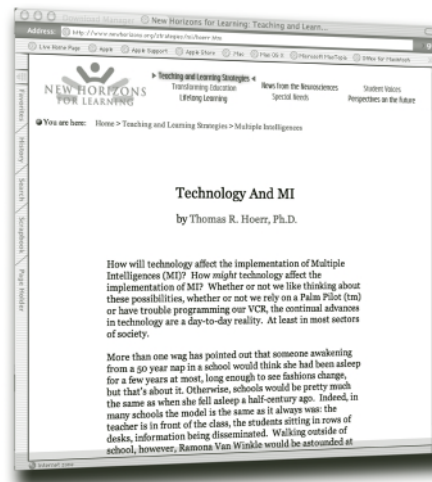 Download Manager New Horizons for Learning: Teaching and Learn...
Address: http://www.newhorizons.org/strategies/mi/hoerr.htm
Live Home Page Apple Apple Support Apple Store .Mac Mac OS X Microsoft MacTopia Office for Macintosh
NEW HORIZONS
FOR LEARNING
Teaching and Learning Strategies
Transforming Education
Lifelong Learning
News from the Neurosciences
Special Needs
Student Voices
Perspectives on the Future
You are here: Home > Teaching and Learning Strategies > Multiple Intelligences
Favorites
History
Search
Scrapbook
Page Holder
Technology And MI
by Thomas R. Hoerr, Ph.D.
How will technology affect the implementation of Multiple
Intelligences (MI)? How might technology affect the
implementation of MI? Whether or not we like thinking about
these possibilities, whether or not we rely on a Palm Pilot (tm)
or have trouble programming our VCR, the continual advances
in technology are a day-to-day reality. At least in most sectors
of society.
More than one wag has pointed out that someone awakening
from a 50 year nap in a school would think she had been asleep
for a few years at most, long enough to see fashions change,
but that's about it. Otherwise, schools would be pretty much
the same as when she fell asleep a half-century ago. Indeed, in
many schools the model is the same as it always was: the
teacher is in front of the class, the students sitting in rows of
desks, information being disseminated. Walking outside of
school, however, Ramona Van Winkle would be astounded at
Internet zone